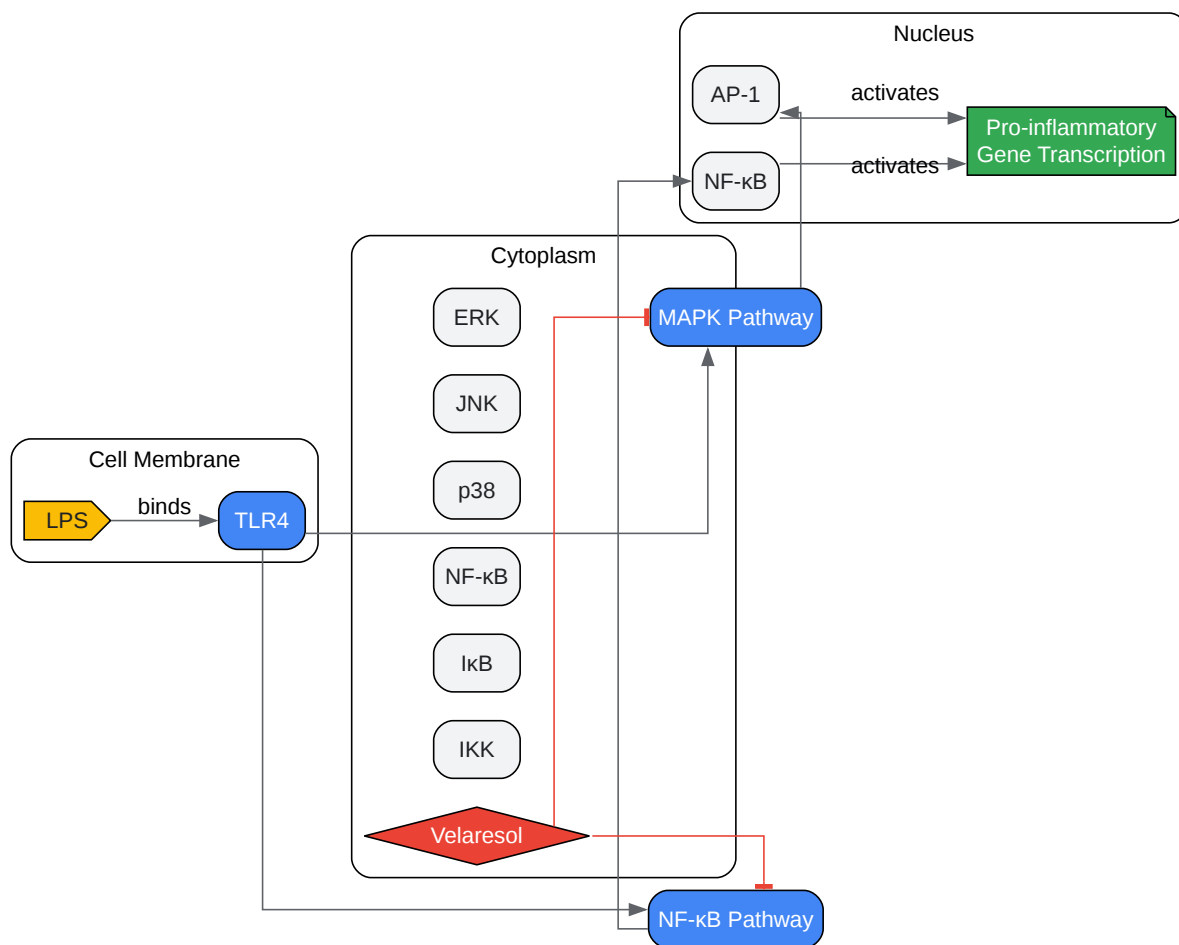 Nucleus
AP-1
activates
Pro-inflammatory
Gene Transcription
NF-κB
activates
Cytoplasm
ERK
MAPK Pathway
JNK
Cell Membrane
p38
LPS
binds
TLR4
NF-κB
IκB
IKK
Velaresol
NF-κB Pathway